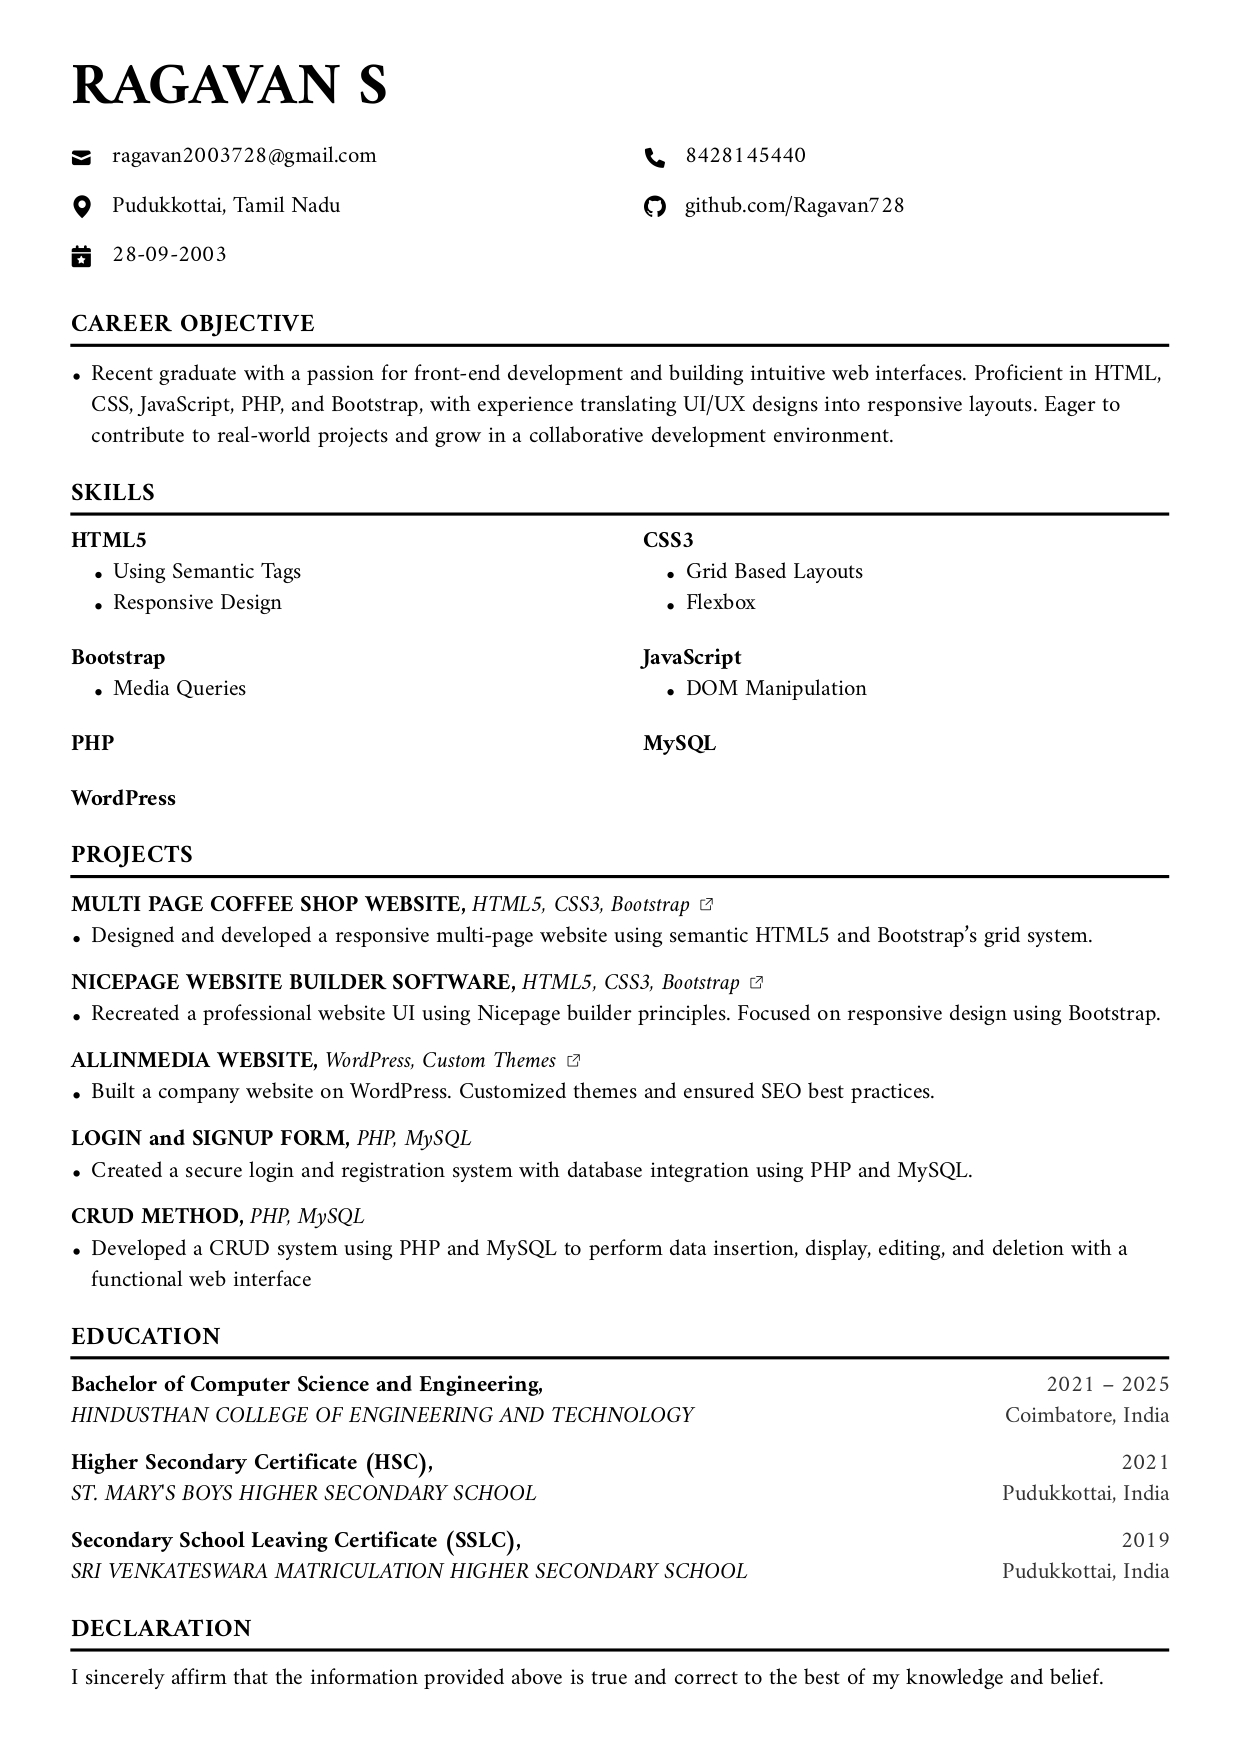 RAGAVAN S
ragavan2003728@gmail.com
8428145440
Pudukkottai, Tamil Nadu
github.com/Ragavan728
28-09-2003
CAREER OBJECTIVE
• Recent graduate with a passion for front-end development and building intuitive web interfaces. Proficient in HTML,
CSS, JavaScript, PHP, and Bootstrap, with experience translating UI/UX designs into responsive layouts. Eager to
contribute to real-world projects and grow in a collaborative development environment.
SKILLS
HTML5
• Using Semantic Tags
• Responsive Design
CSS3
• Grid Based Layouts
• Flexbox
Bootstrap
• Media Queries
JavaScript
• DOM Manipulation
PHP
MySQL
WordPress
PROJECTS
MULTI PAGE COFFEE SHOP WEBSITE, HTML5, CSS3, Bootstrap
• Designed and developed a responsive multi-page website using semantic HTML5 and Bootstrap’s grid system.
NICEPAGE WEBSITE BUILDER SOFTWARE, HTML5, CSS3, Bootstrap
• Recreated a professional website UI using Nicepage builder principles. Focused on responsive design using Bootstrap.
ALLINMEDIA WEBSITE, WordPress, Custom Themes
• Built a company website on WordPress. Customized themes and ensured SEO best practices.
LOGIN and SIGNUP FORM, PHP, MySQL
• Created a secure login and registration system with database integration using PHP and MySQL.
CRUD METHOD, PHP, MySQL
• Developed a CRUD system using PHP and MySQL to perform data insertion, display, editing, and deletion with a
functional web interface
EDUCATION
Bachelor of Computer Science and Engineering, 2021 – 2025
HINDUSTHAN COLLEGE OF ENGINEERING AND TECHNOLOGY Coimbatore, India
Higher Secondary Certificate (HSC), 2021
ST. MARY'S BOYS HIGHER SECONDARY SCHOOL Pudukkottai, India
Secondary School Leaving Certificate (SSLC), 2019
SRI VENKATESWARA MATRICULATION HIGHER SECONDARY SCHOOL Pudukkottai, India
DECLARATION
I sincerely affirm that the information provided above is true and correct to the best of my knowledge and belief.